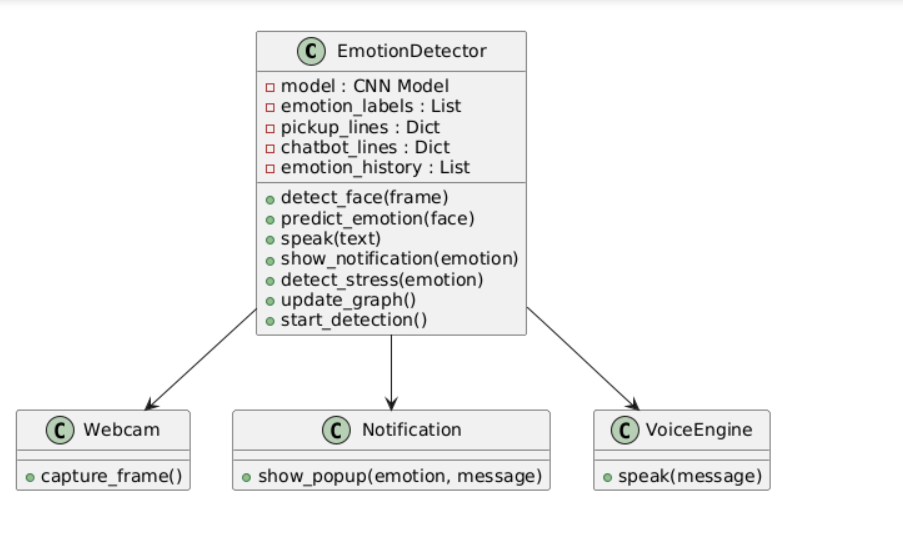 C EmotionDetector
model : CNN Model
emotion_labels : List
pickup_lines : Dict
chatbot_lines : Dict
emotion_history : List
detect_face(frame)
predict_emotion(face)
speak(text)
show_notification(emotion)
detect_stress(emotion)
update_graph()
start_detection()
C Webcam
capture_frame()
C Notification
show_popup(emotion, message)
C VoiceEngine
speak(message)